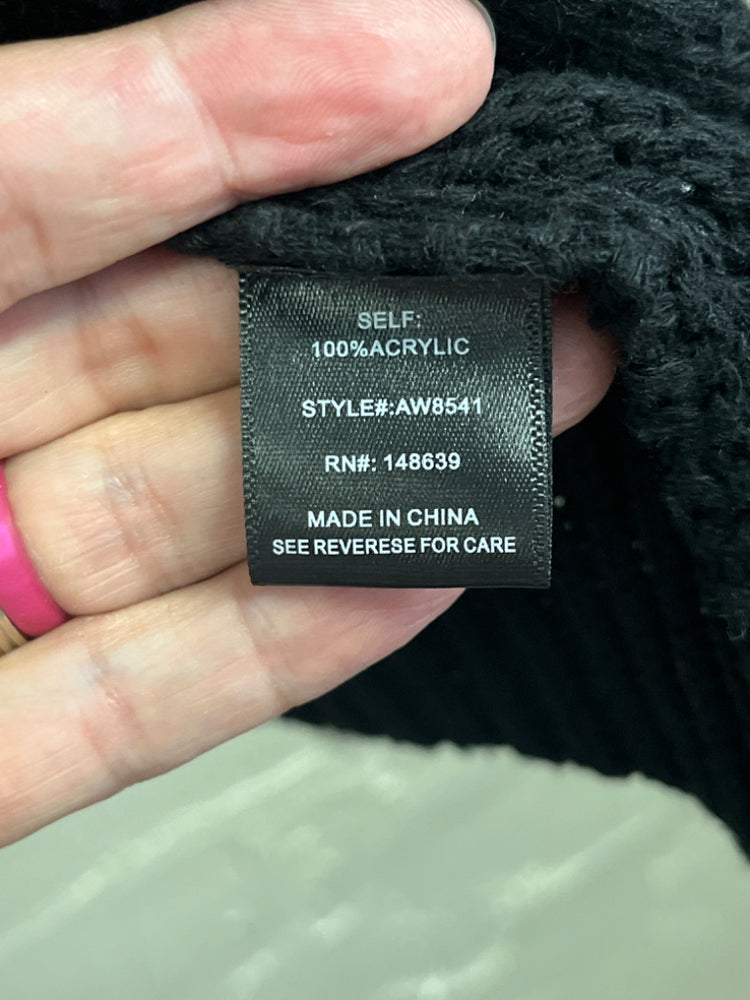 SELF:
100%ACRYLIC
STYLE#:AW8541
RN#: 148639
MADE IN CHINA
SEE REVERESE FOR CARE